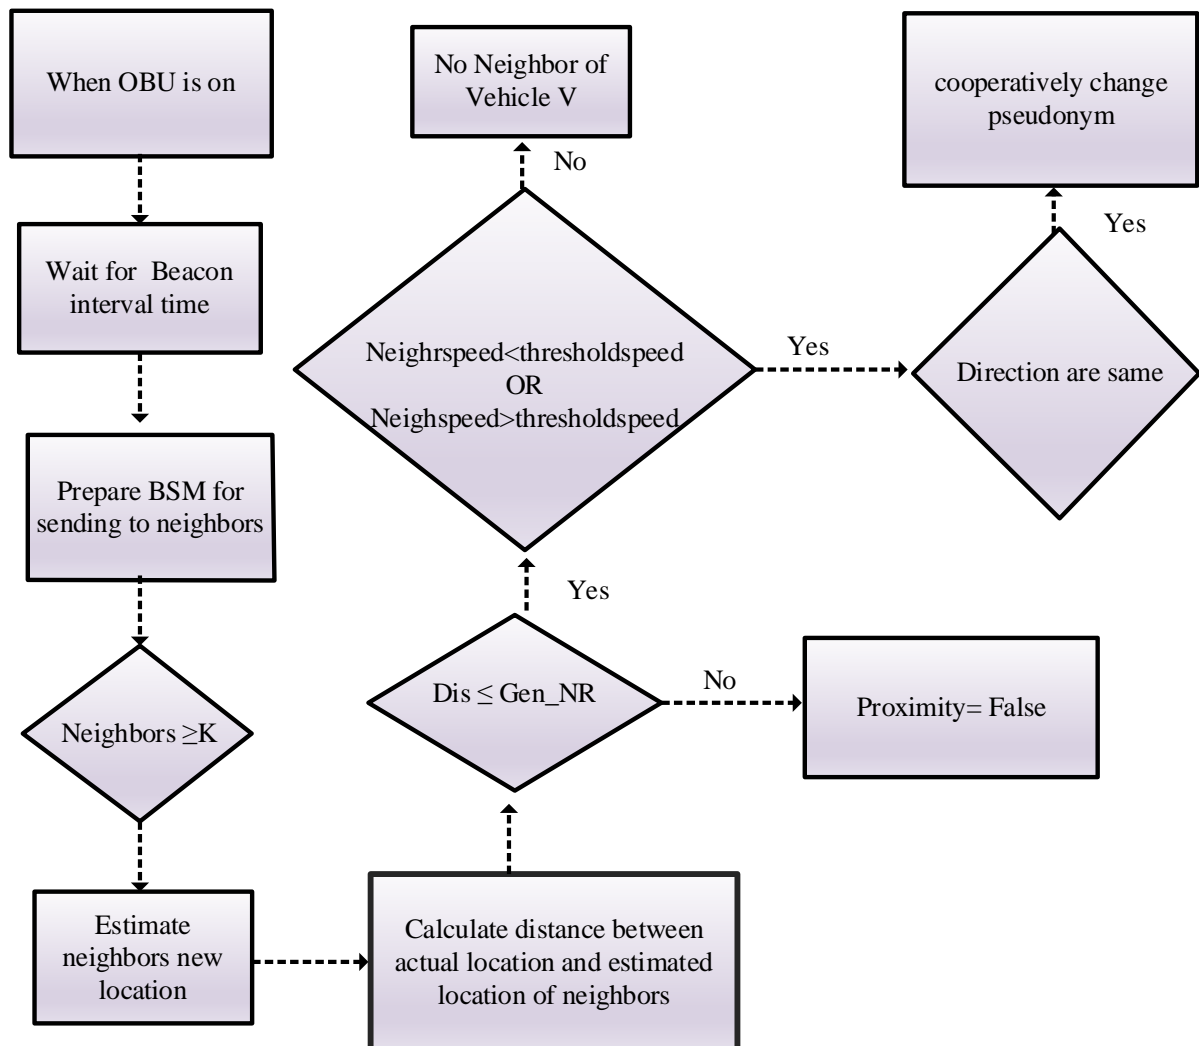 When OBU is on
Wait for Beacon
interval time
Prepare BSM for
sending to neighbors
Neighbors ≥K
Estimate
neighbors new
location
Calculate distance between
actual location and estimated
location of neighbors
Dis ≤ Gen_NR
No
Proximity= False
Yes
Neighrspeed<thresholdspeed
OR
Neighspeed>thresholdspeed
No
No Neighbor of
Vehicle V
Yes
Direction are same
Yes
cooperatively change
pseudonym